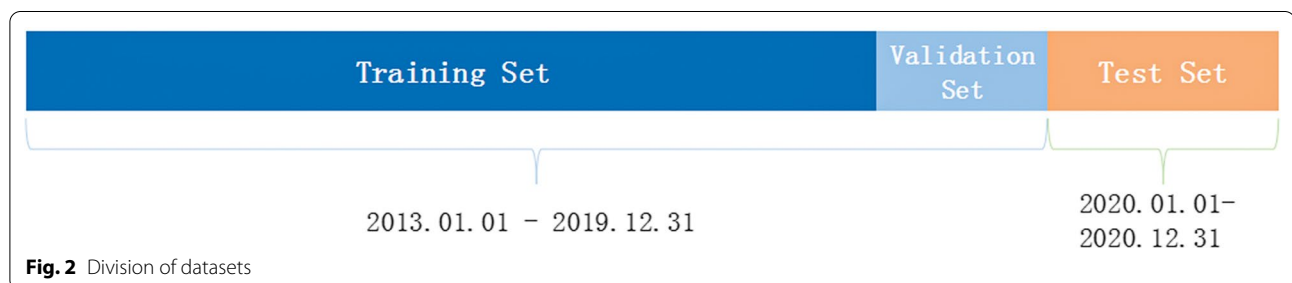 Training Set
Validation
Set
Test Set
2013.01.01 - 2019.12.31
2020.01.01-
2020.12.31
Fig. 2 Division of datasets